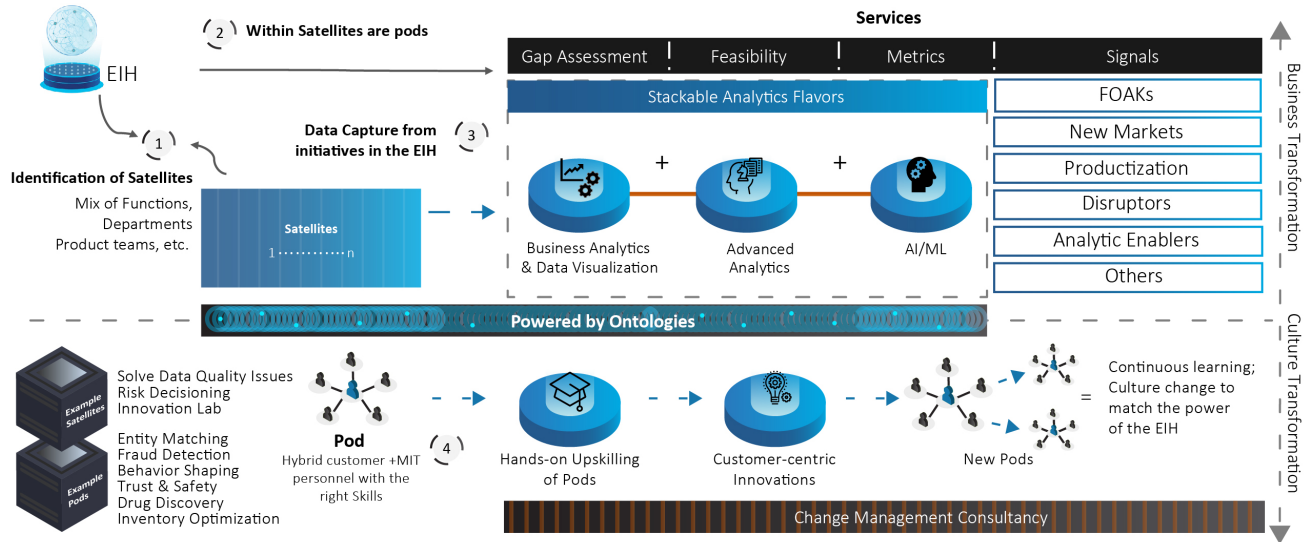 Services
2
Within Satellites are pods
EIH
Gap Assessment
Feasibility
Metrics
Signals
Stackable Analytics Flavors
FOAKs
New Markets
Productization
Disruptors
Analytic Enablers
Others
1
Data Capture from
initiatives in the EIH
3
Identification of Satellites
Mix of Functions,
Departments
Product teams, etc.
Satellites
1...........n
+
+
Business Analytics
& Data Visualization
Advanced
Analytics
AI/ML
Business Transformation
Powered by Ontologies
Culture Transformation
Example
Satellites
Solve Data Quality Issues
Risk Decisioning
Innovation Lab
Example
Pods
Entity Matching
Fraud Detection
Behavior Shaping
Trust & Safety
Drug Discovery
Inventory Optimization
Pod
4
Hybrid customer +MIT
personnel with the
right Skills
Hands-on Upskilling
of Pods
Customer-centric
Innovations
New Pods
=
Continuous learning;
Culture change to
match the power
of the EIH
Change Management Consultancy